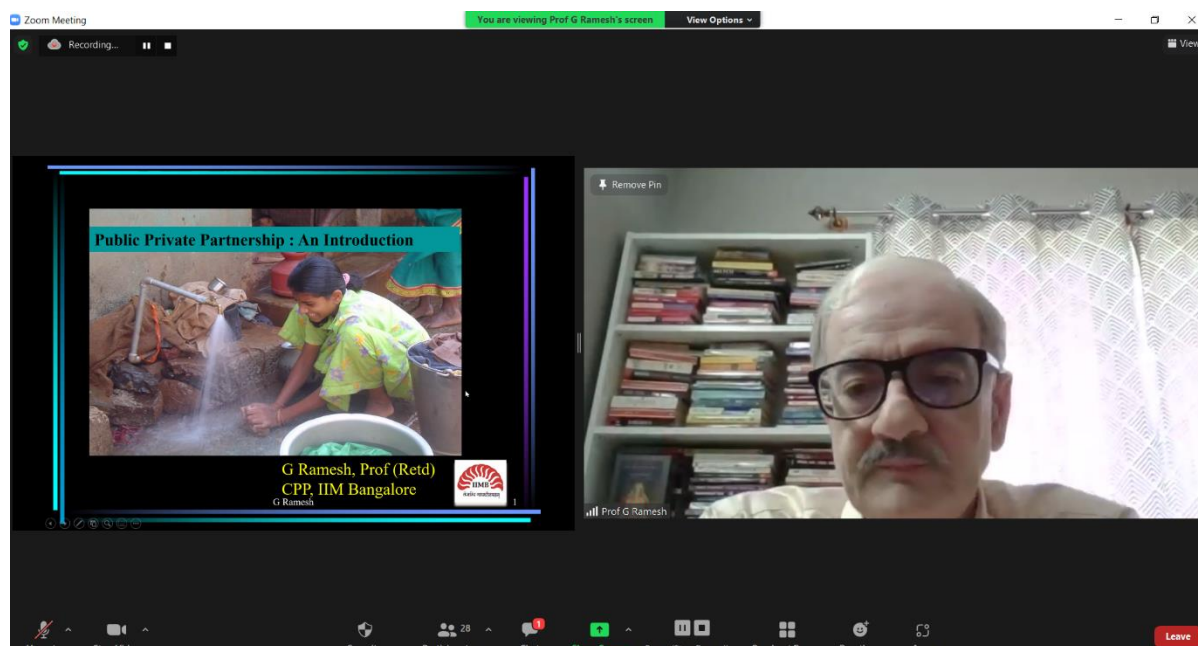 Zoom Meeting
You are viewing Prof G Ramesh's screen
View Options
Recording...
View
Remove Pin
Public Private Partnership : An Introduction
G Ramesh, Prof (Retd)
CPP, IIM Bangalore
IIMB
G Ramesh
1
Prof G Ramesh
28
1
Leave